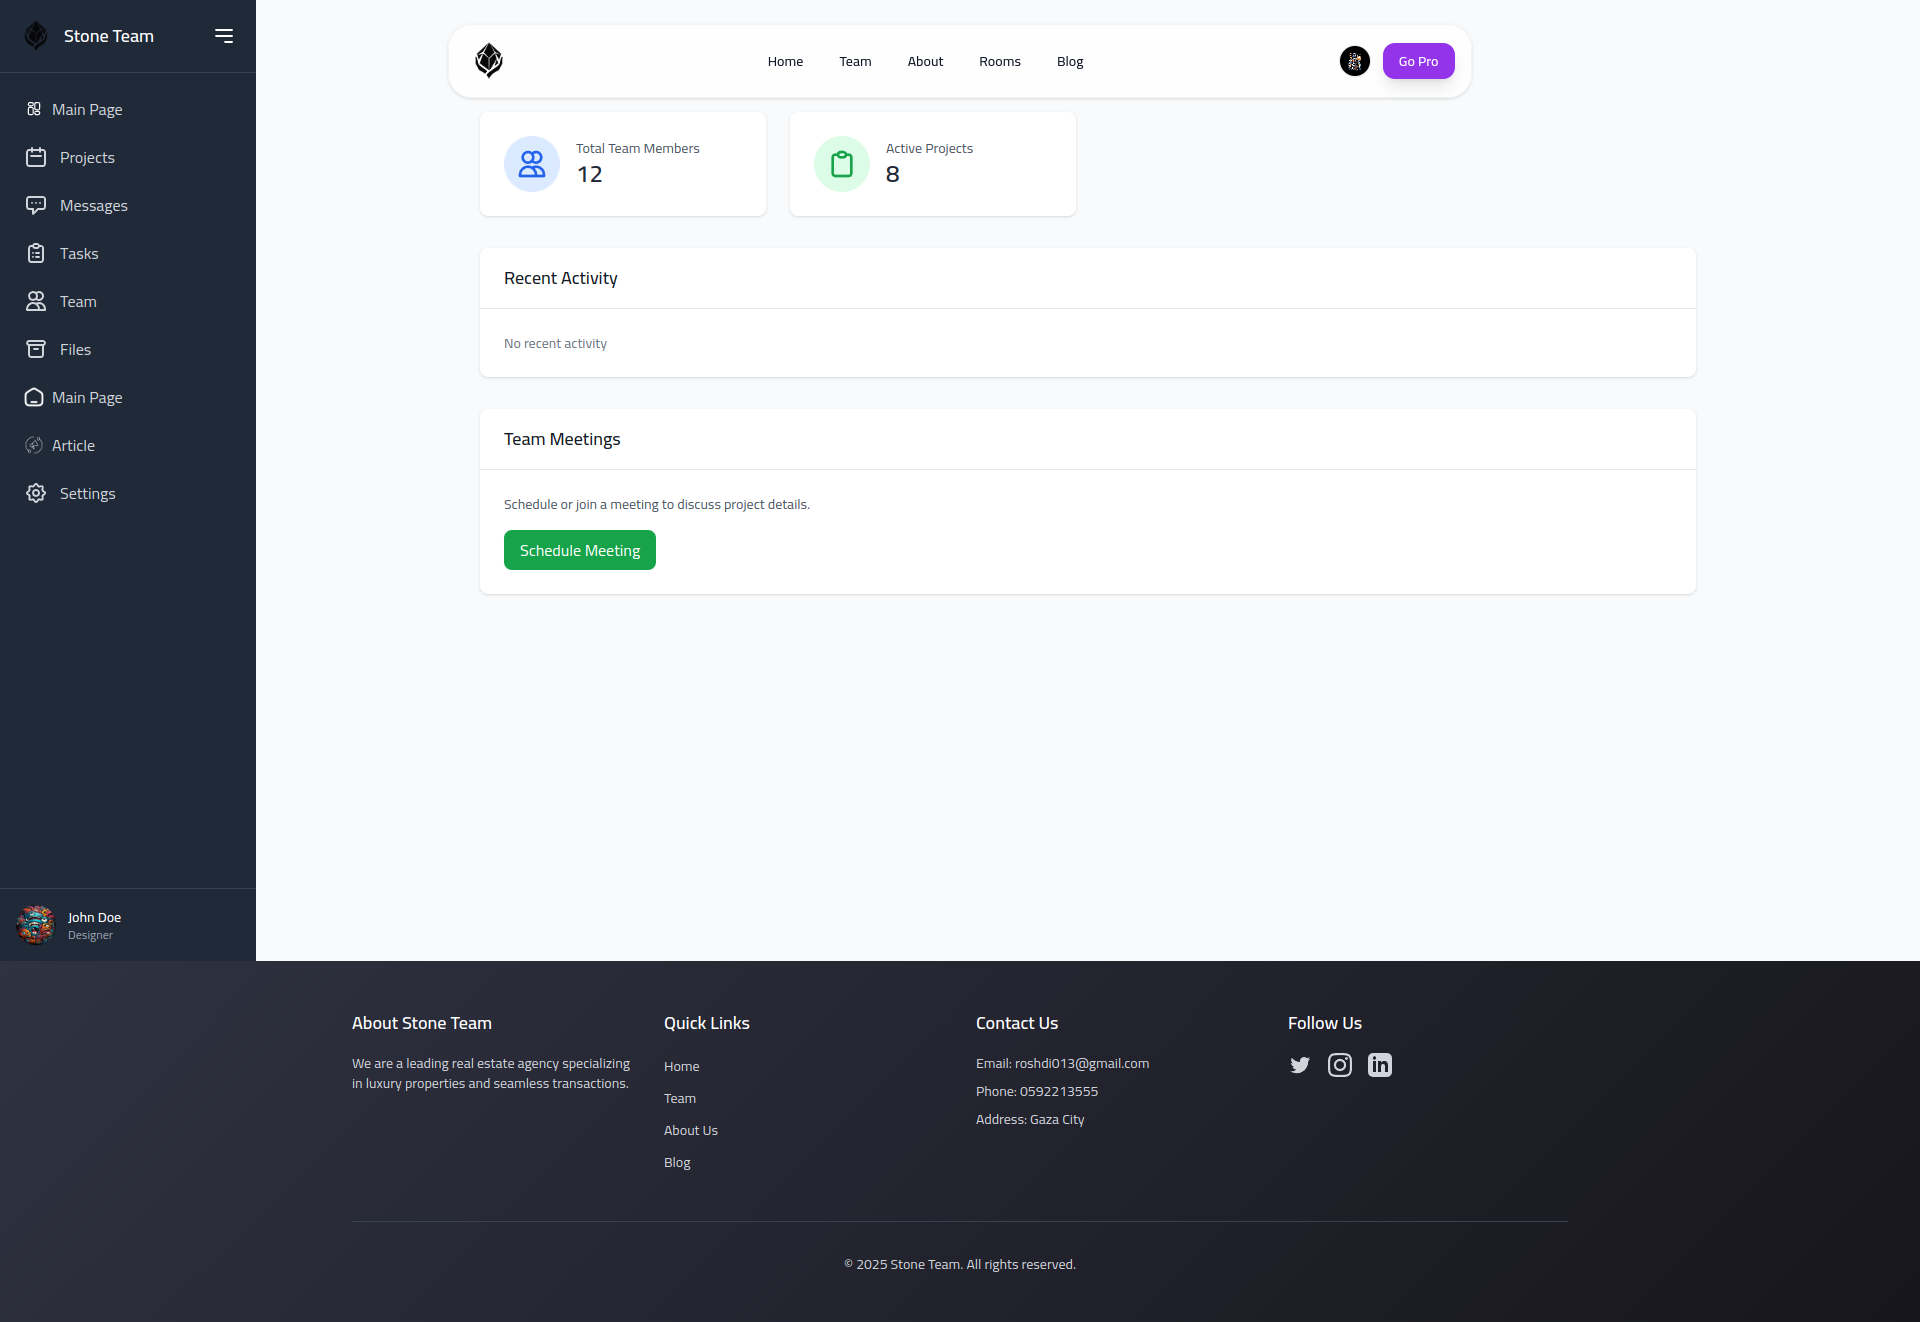 Stone Team
Main Page
Projects
Messages
Tasks
Team
Files
Main Page
Article
Settings
John Doe
Designer
Home
Team
About
Rooms
Blog
Go Pro
Total Team Members
12
Active Projects
8
Recent Activity
No recent activity
Team Meetings
Schedule or join a meeting to discuss project details.
Schedule Meeting
About Stone Team
We are a leading real estate agency specializing
in luxury properties and seamless transactions.
Quick Links
Home
Team
About Us
Blog
Contact Us
Email: roshdi013@gmail.com
Phone: 0592213555
Address: Gaza City
Follow Us
© 2025 Stone Team. All rights reserved.